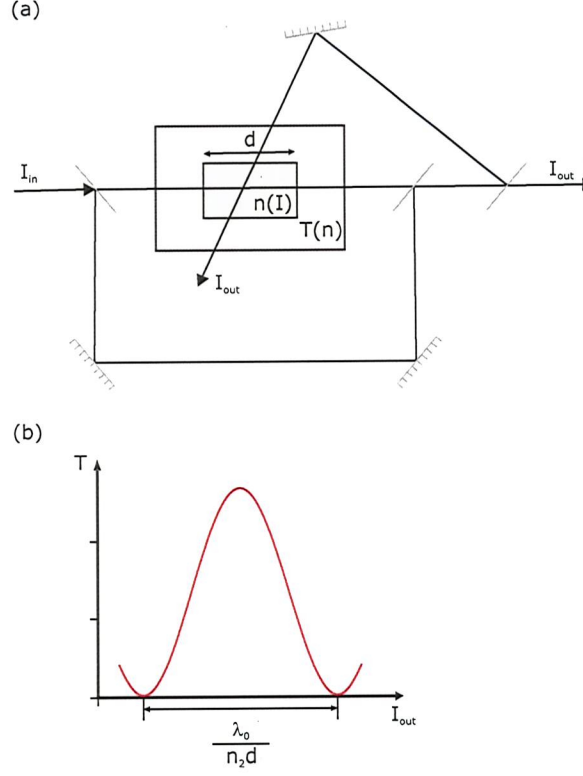 (a)
d
I_in
I_out
n(I)
T(n)
I_out
(b)
T
I_out
λ₀
n₂d